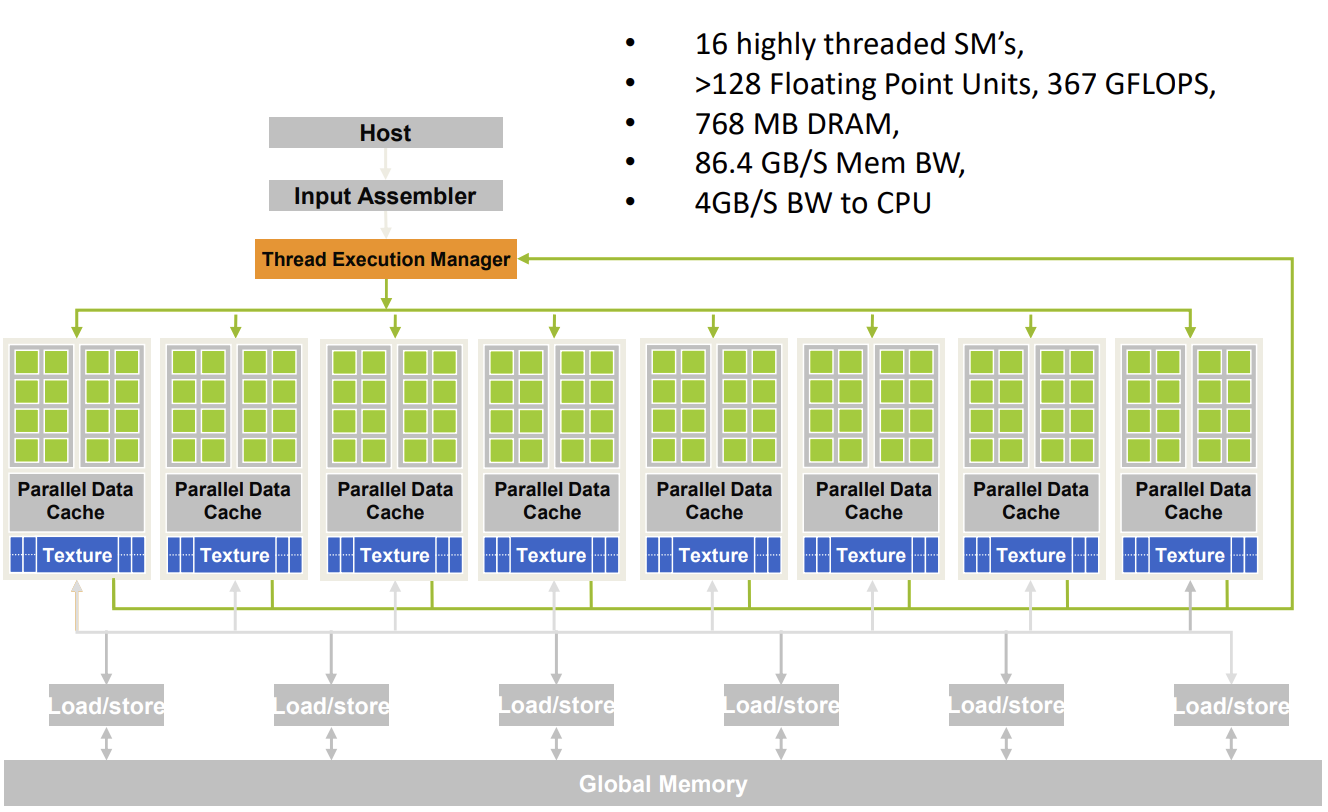 • 16 highly threaded SM’s,
• >128 Floating Point Units, 367 GFLOPS,
• 768 MB DRAM,
• 86.4 GB/S Mem BW,
• 4GB/S BW to CPU
Host
Input Assembler
Thread Execution Manager
Parallel Data Cache
Texture
Parallel Data Cache
Texture
Parallel Data Cache
Texture
Parallel Data Cache
Texture
Parallel Data Cache
Texture
Parallel Data Cache
Texture
Parallel Data Cache
Texture
Parallel Data Cache
Texture
Load/store
Load/store
Load/store
Load/store
Load/store
Load/store
Global Memory